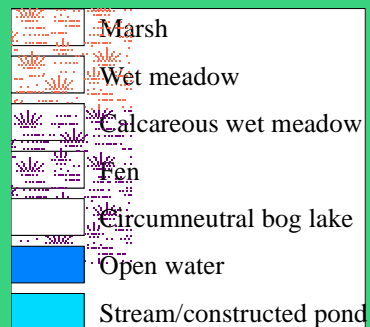 Marsh
Wet meadow
Calcareous wet meadow
Fen
Circumneutral bog lake
Open water
Stream/constructed pond